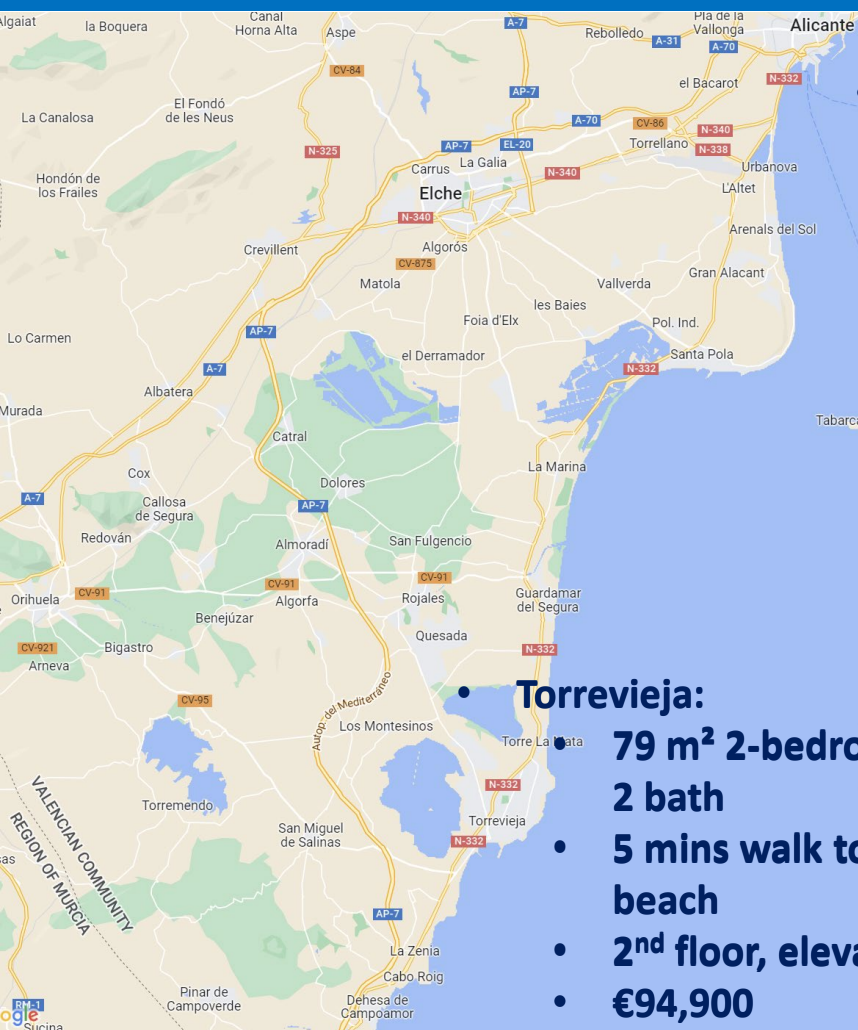 Algaiat
la Boquera
Canal
Horna Alta
Aspe
A-7
Rebolledo
A-31
Pla de la
Vallonga
A-70
Alicante
CV-84
el Bacarot
N-332
AP-7
La Canalosa
El Fondó
de les Neus
A-70
CV-86
N-340
N-325
AP-7
EL-20
Torrellano
N-338
Carrus
La Galia
N-340
Urbanova
Hondón de
los Frailes
Elche
L'Altet
N-340
Arenals del Sol
Crevillent
Algorós
CV-875
Gran Alacant
Matola
Vallverda
les Baies
Foia d'Elx
Pol. Ind.
AP-7
Lo Carmen
el Derramador
Santa Pola
A-7
N-332
Albatera
Murada
Tabarca
Catral
La Marina
Cox
Dolores
A-7
Callosa
de Segura
AP-7
Redován
Almoradí
San Fulgencio
CV-91
CV-91
CV-91
Orihuela
Algorfa
Rojales
Guardamar
del Segura
Benejúzar
Quesada
CV-921
Bigastro
N-332
Arneva
CV-95
Autop. del Mediterráneo
Los Montesinos
Torre La Mata
N-332
Torremendo
Torrevieja
San Miguel
de Salinas
N-332
VALENCIAN COMMUNITY
REGION OF MURCIA
AP-7
La Zenia
Cabo Roig
Pinar de
Campoverde
Dehesa de
Campoamor
RM-1
ogle
Sucina
• Torrevieja:
• 79 m² 2-bedro
2 bath
• 5 mins walk to
beach
• 2nd floor, eleva
• €94,900